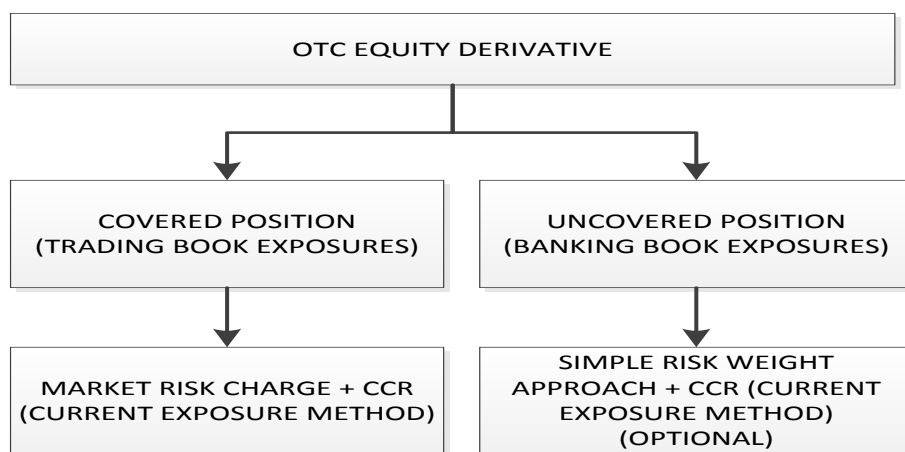 OTC EQUITY DERIVATIVE
COVERED POSITION
(TRADING BOOK EXPOSURES)
UNCOVERED POSITION
(BANKING BOOK EXPOSURES)
MARKET RISK CHARGE + CCR
(CURRENT EXPOSURE METHOD)
SIMPLE RISK WEIGHT
APPROACH + CCR (CURRENT
EXPOSURE METHOD)
(OPTIONAL)